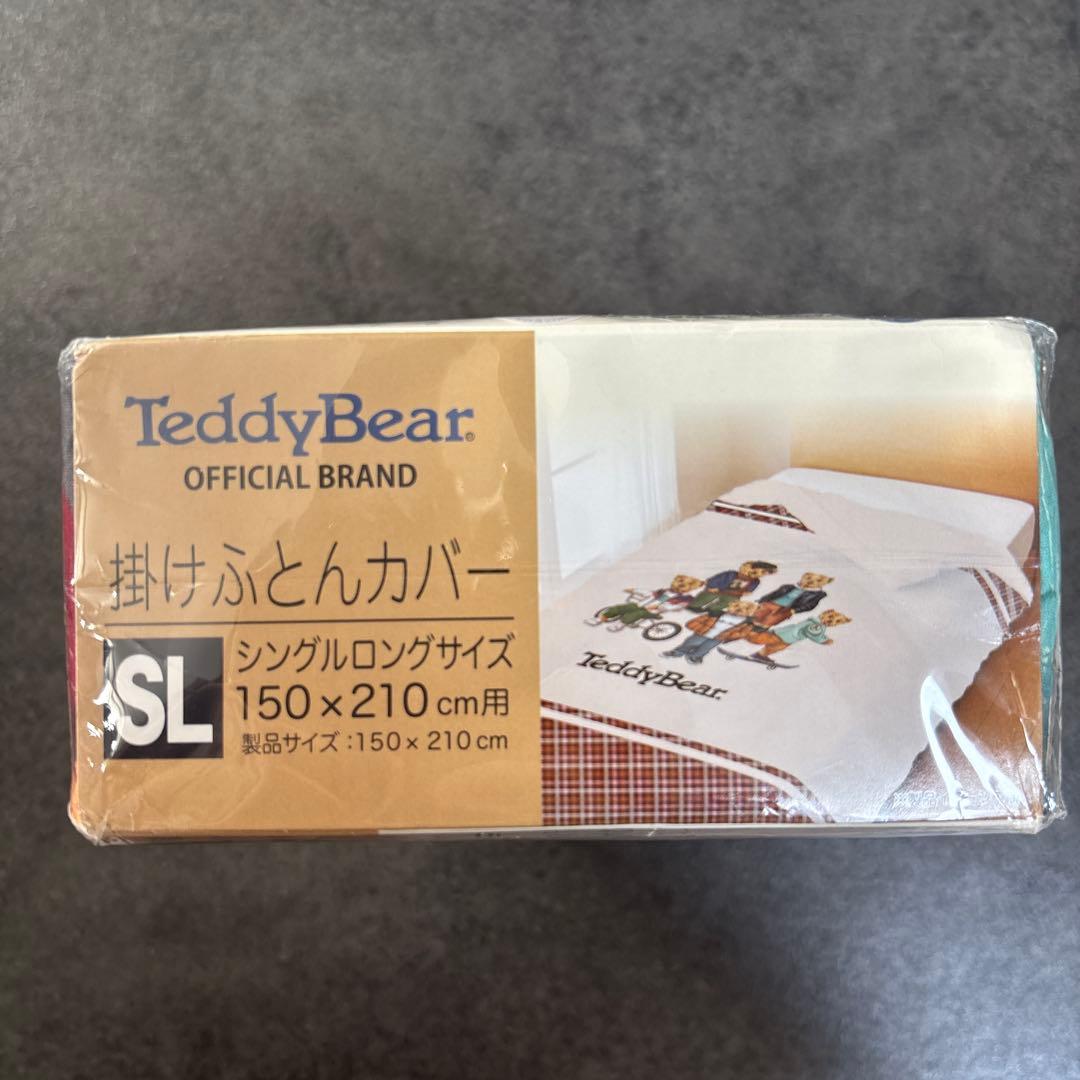 TeddyBear®
OFFICIAL BRAND
掛けふとんカバー
SL
シングルロングサイズ
150×210cm用
製品サイズ:150×210cm
TeddyBear